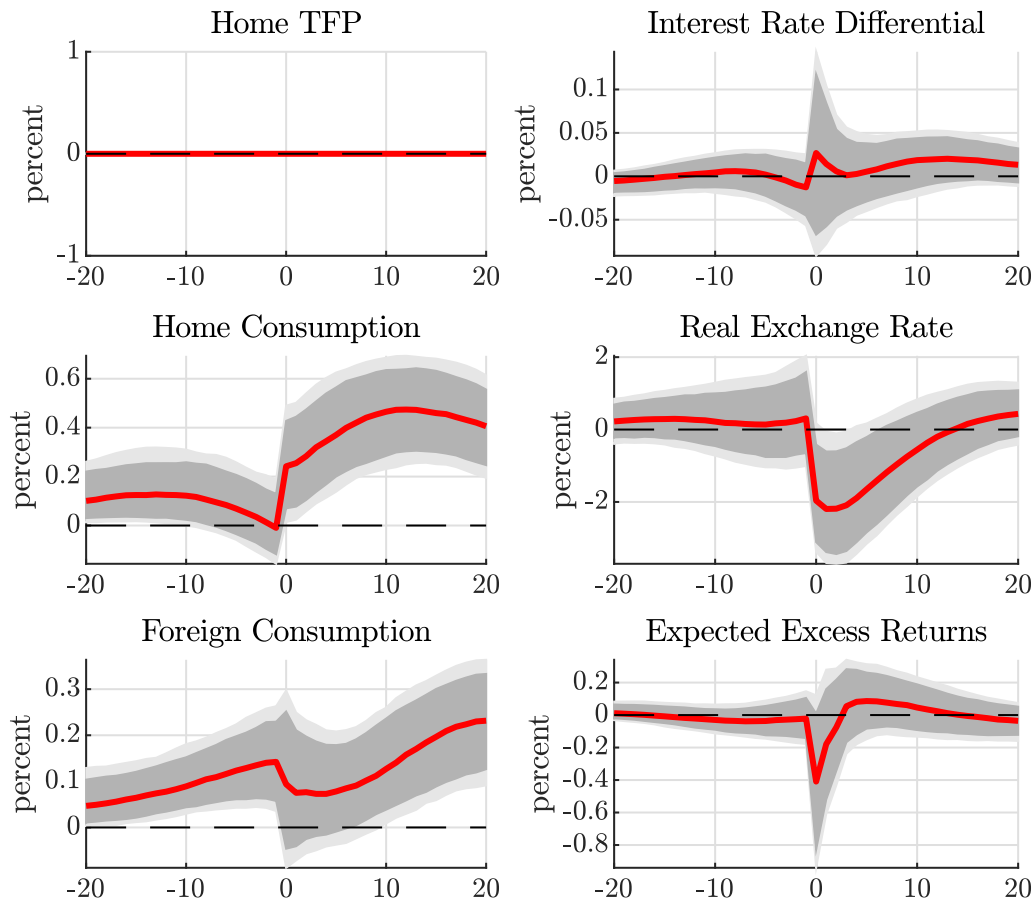 Home TFP
percent
1
0
-1
-20 -10 0 10 20
Interest Rate Differential
percent
0.1
0.05
0
-0.05
-20 -10 0 10 20
Home Consumption
percent
0.6
0.4
0.2
0
-20 -10 0 10 20
Real Exchange Rate
percent
2
0
-2
-20 -10 0 10 20
Foreign Consumption
percent
0.3
0.2
0.1
0
-20 -10 0 10 20
Expected Excess Returns
percent
0.2
0
-0.2
-0.4
-0.6
-0.8
-20 -10 0 10 20